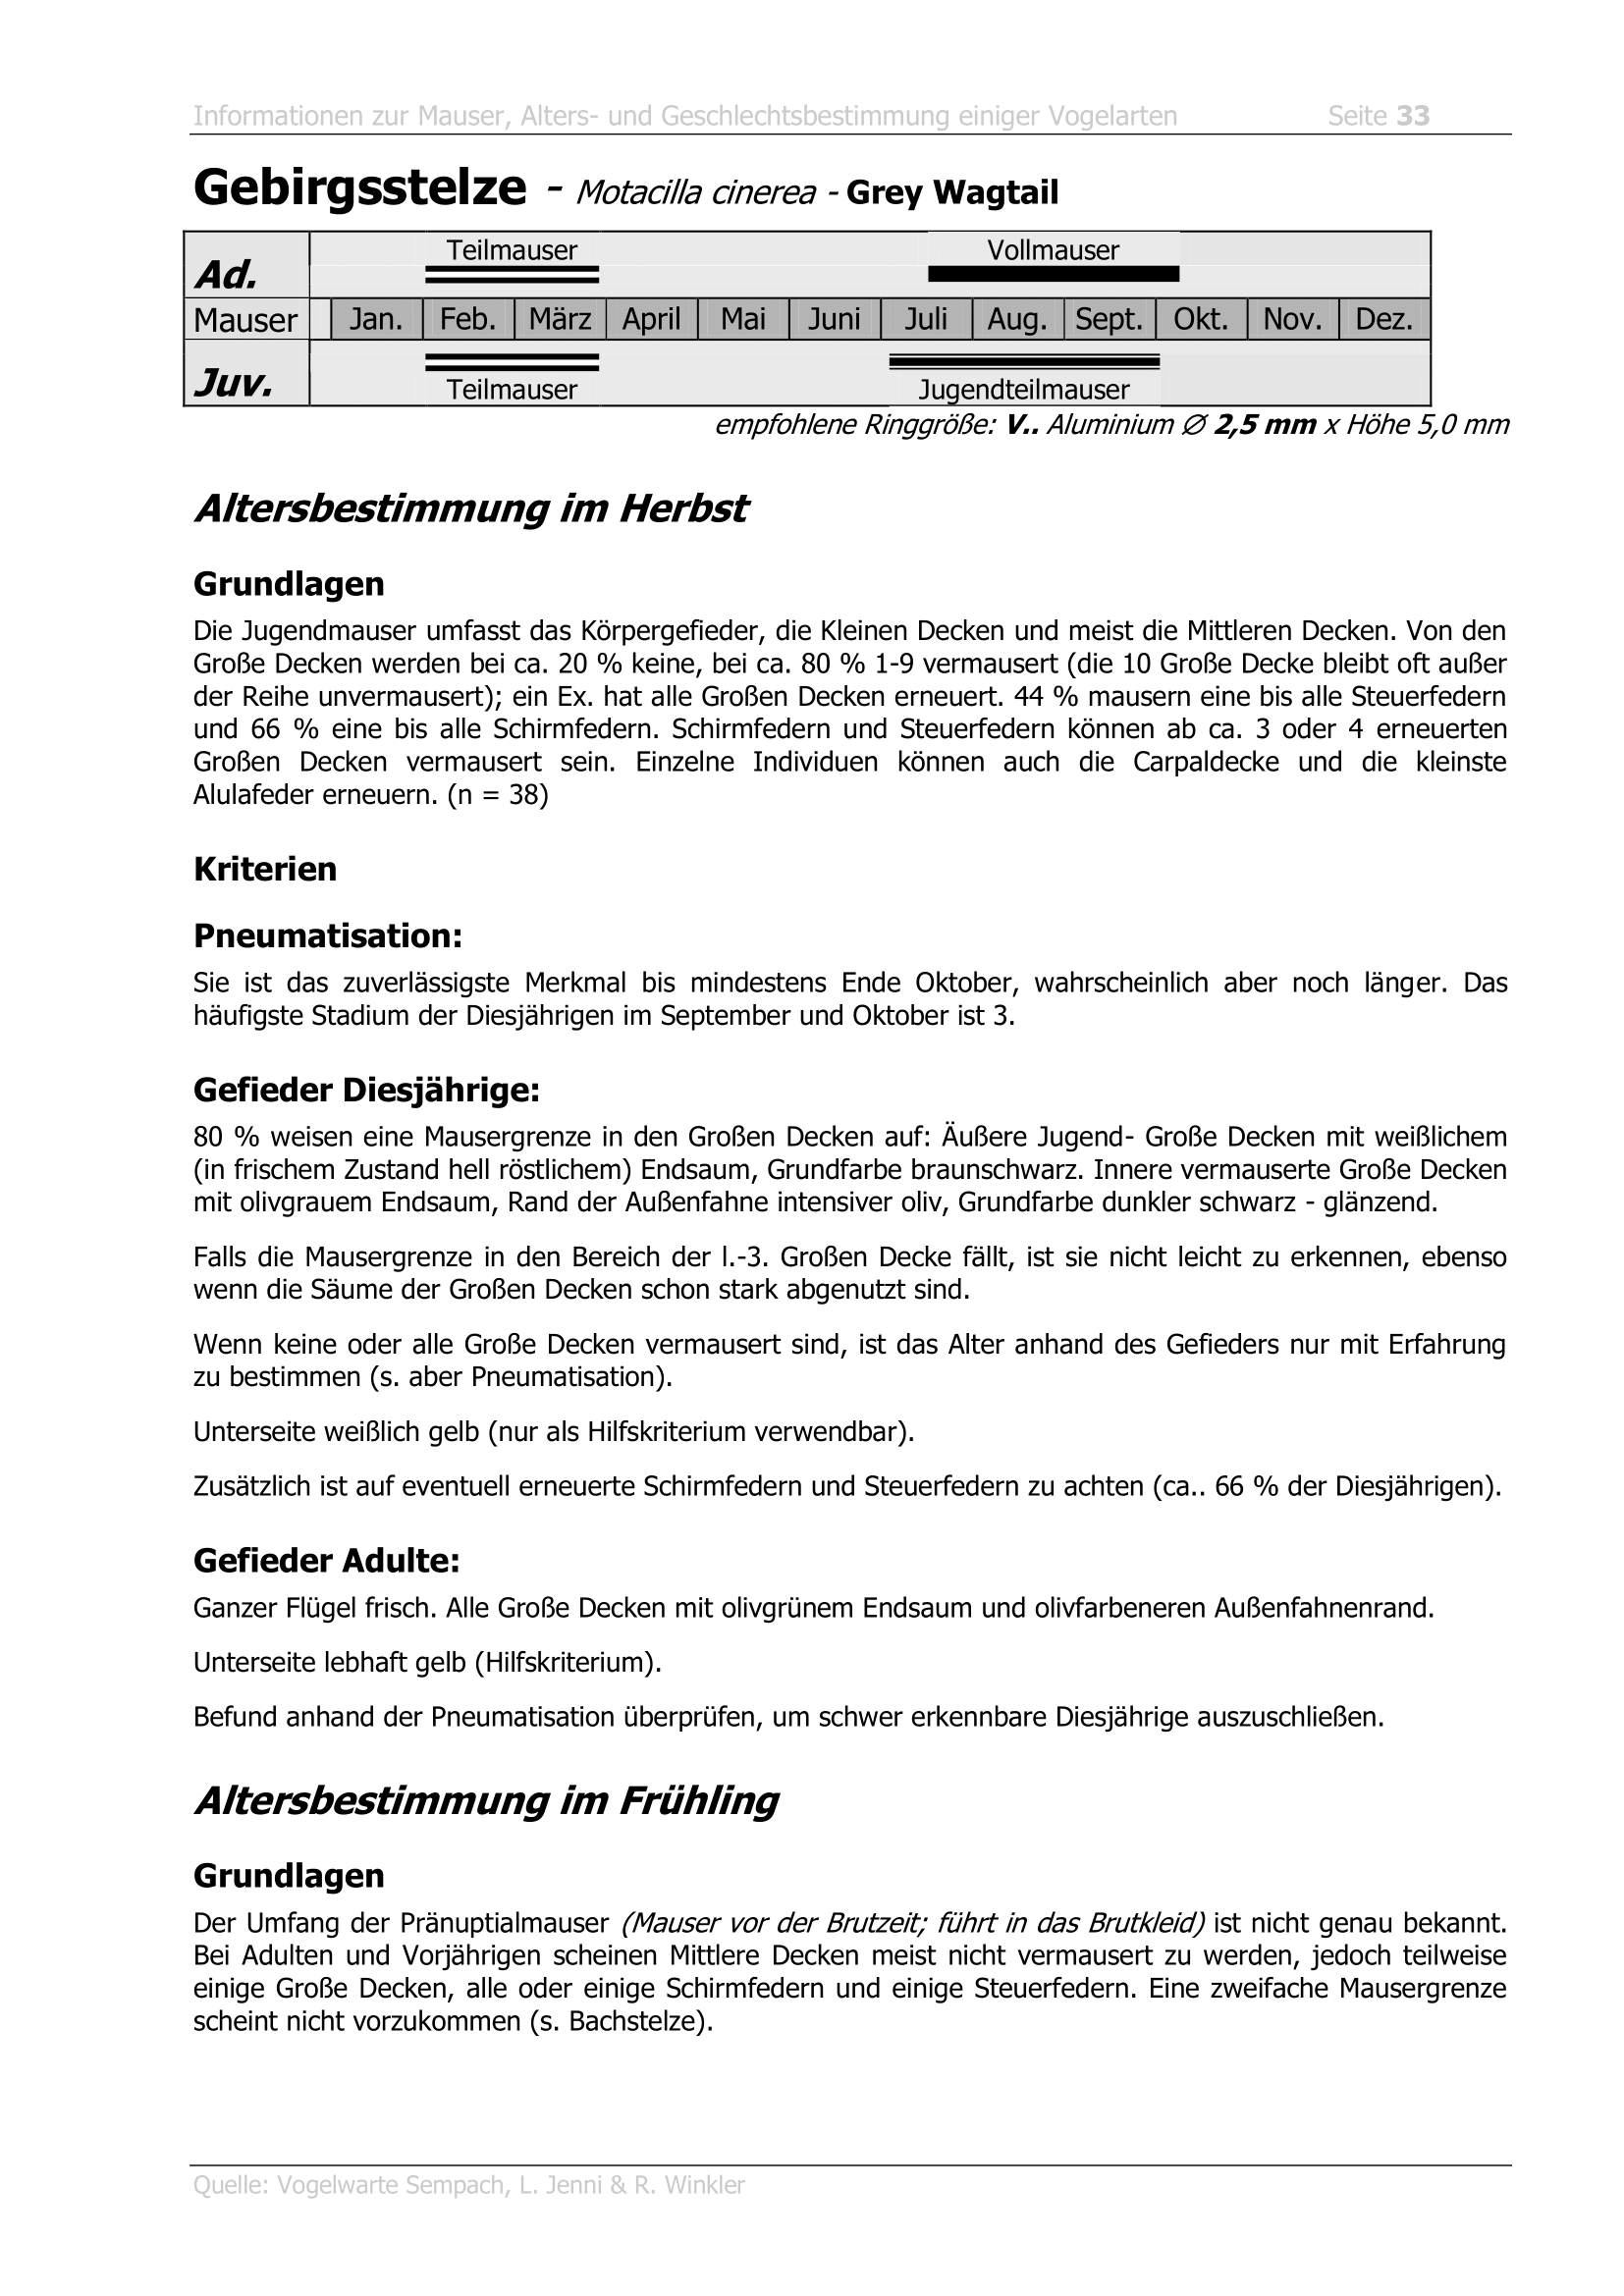 Informationen zur Mauser, Alters- und Geschlechtsbestimmung einiger Vogelarten Seite 33
Gebirgsstelze - Motacilla cinerea - Grey Wagtail
Teilmauser Vollmauser
Ad.
Mauser Jan. Feb. März April Mai Juni Juli Aug. Sept. Okt. Nov. Dez.
Juv.
Teilmauser Jugendteilmauser
empfohlene Ringgröße: V.. Aluminium ∅ 2,5 mm x Höhe 5,0 mm
Altersbestimmung im Herbst
Grundlagen
Die Jugendmauser umfasst das Körpergefieder, die Kleinen Decken und meist die Mittleren Decken. Von den
Große Decken werden bei ca. 20 % keine, bei ca. 80 % 1-9 vermausert (die 10 Große Decke bleibt oft außer
der Reihe unvermausert); ein Ex. hat alle Großen Decken erneuert. 44 % mausern eine bis alle Steuerfedern
und 66 % eine bis alle Schirmfedern. Schirmfedern und Steuerfedern können ab ca. 3 oder 4 erneuerten
Großen Decken vermausert sein. Einzelne Individuen können auch die Carpaldecke und die kleinste
Alulafeder erneuern. (n = 38)
Kriterien
Pneumatisation:
Sie ist das zuverlässigste Merkmal bis mindestens Ende Oktober, wahrscheinlich aber noch länger. Das
häufigste Stadium der Diesjährigen im September und Oktober ist 3.
Gefieder Diesjährige:
80 % weisen eine Mausergrenze in den Großen Decken auf: Äußere Jugend- Große Decken mit weißlichem
(in frischem Zustand hell röstlichem) Endsaum, Grundfarbe braunschwarz. Innere vermauserte Große Decken
mit olivgrauem Endsaum, Rand der Außenfahne intensiver oliv, Grundfarbe dunkler schwarz - glänzend.
Falls die Mausergrenze in den Bereich der l.-3. Großen Decke fällt, ist sie nicht leicht zu erkennen, ebenso
wenn die Säume der Großen Decken schon stark abgenutzt sind.
Wenn keine oder alle Große Decken vermausert sind, ist das Alter anhand des Gefieders nur mit Erfahrung
zu bestimmen (s. aber Pneumatisation).
Unterseite weißlich gelb (nur als Hilfskriterium verwendbar).
Zusätzlich ist auf eventuell erneuerte Schirmfedern und Steuerfedern zu achten (ca.. 66 % der Diesjährigen).
Gefieder Adulte:
Ganzer Flügel frisch. Alle Große Decken mit olivgrünem Endsaum und olivfarbeneren Außenfahnenrand.
Unterseite lebhaft gelb (Hilfskriterium).
Befund anhand der Pneumatisation überprüfen, um schwer erkennbare Diesjährige auszuschließen.
Altersbestimmung im Frühling
Grundlagen
Der Umfang der Pränuptialmauser (Mauser vor der Brutzeit; führt in das Brutkleid) ist nicht genau bekannt.
Bei Adulten und Vorjährigen scheinen Mittlere Decken meist nicht vermausert zu werden, jedoch teilweise
einige Große Decken, alle oder einige Schirmfedern und einige Steuerfedern. Eine zweifache Mausergrenze
scheint nicht vorzukommen (s. Bachstelze).
Quelle: Vogelwarte Sempach, L. Jenni & R. Winkler